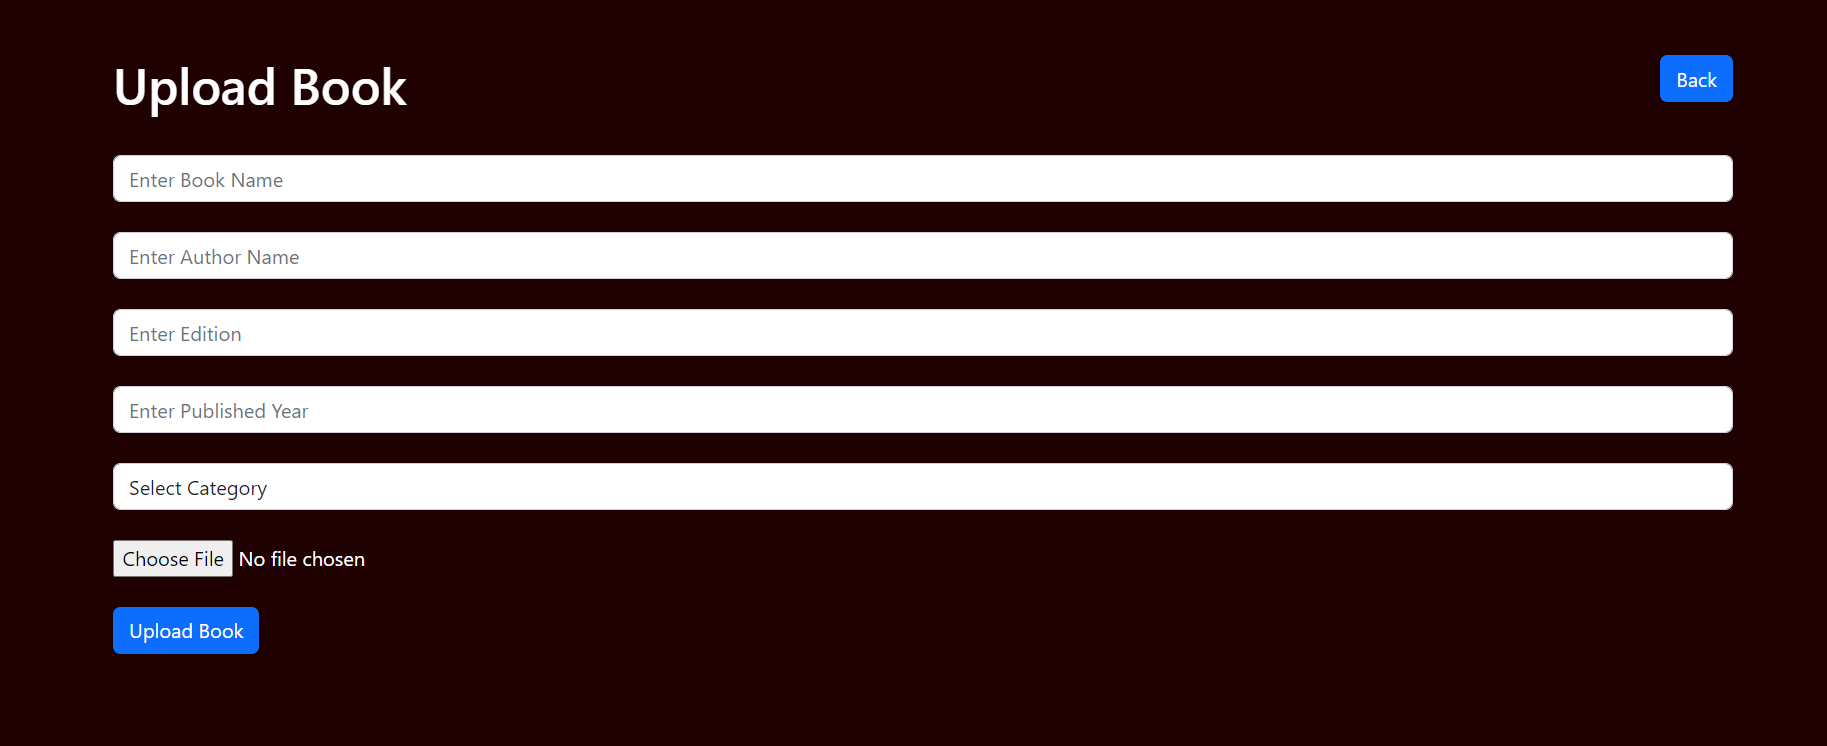 Upload Book
Back
Enter Book Name
Enter Author Name
Enter Edition
Enter Published Year
Select Category
Choose File No file chosen
Upload Book